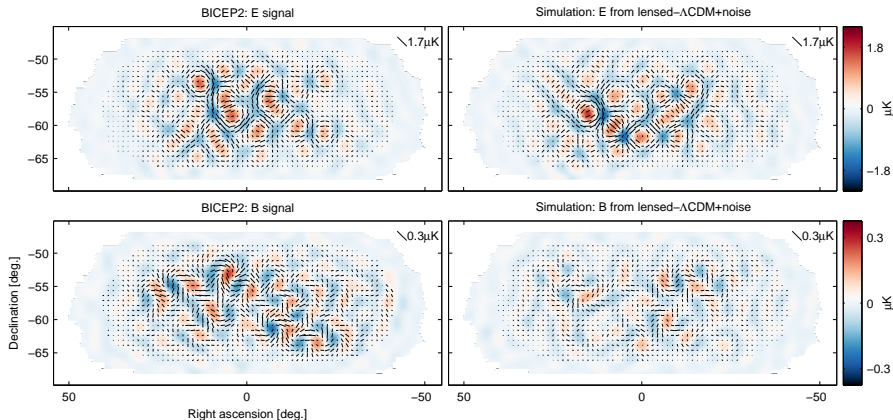 BICEP2: E signal
Simulation: E from lensed−ΛCDM+noise
1.7μK
1.7μK
−50
−55
−60
−65
1.8
0
−1.8
μK
BICEP2: B signal
Simulation: B from lensed−ΛCDM+noise
0.3μK
0.3μK
−50
−55
−60
−65
0.3
0
−0.3
μK
Declination [deg.]
50
0
−50
50
0
−50
Right ascension [deg.]